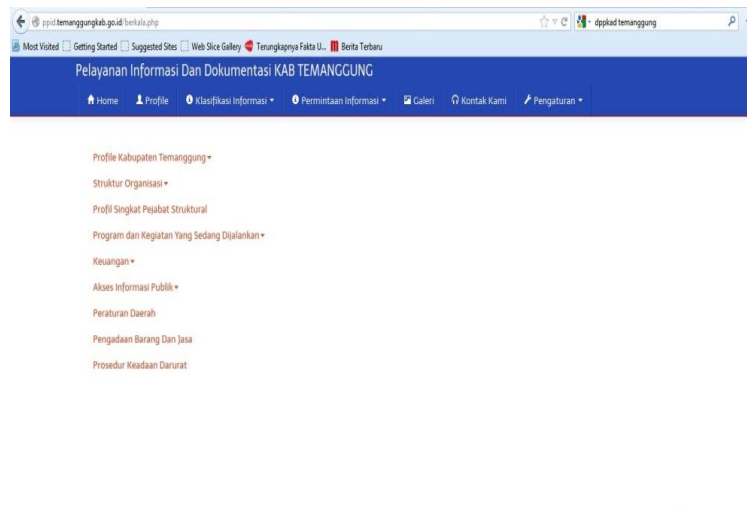 ppid.temanggungkab.go.id/berkala.php
dppkad temanggung
Most Visited Getting Started Suggested Sites Web Slice Gallery Terungkapnya Fakta U... Berita Terbaru
Pelayanan Informasi Dan Dokumentasi KAB TEMANGGUNG
Home Profile Klasifikasi Informasi Permintaan Informasi Galeri Kontak Kami Pengaturan
Profile Kabupaten Temanggung
Struktur Organisasi
Profil Singkat Pejabat Struktural
Program dan Kegiatan Yang Sedang Dijalankan
Keuangan
Akses Informasi Publik
Peraturan Daerah
Pengadaan Barang Dan Jasa
Prosedur Keadaan Darurat